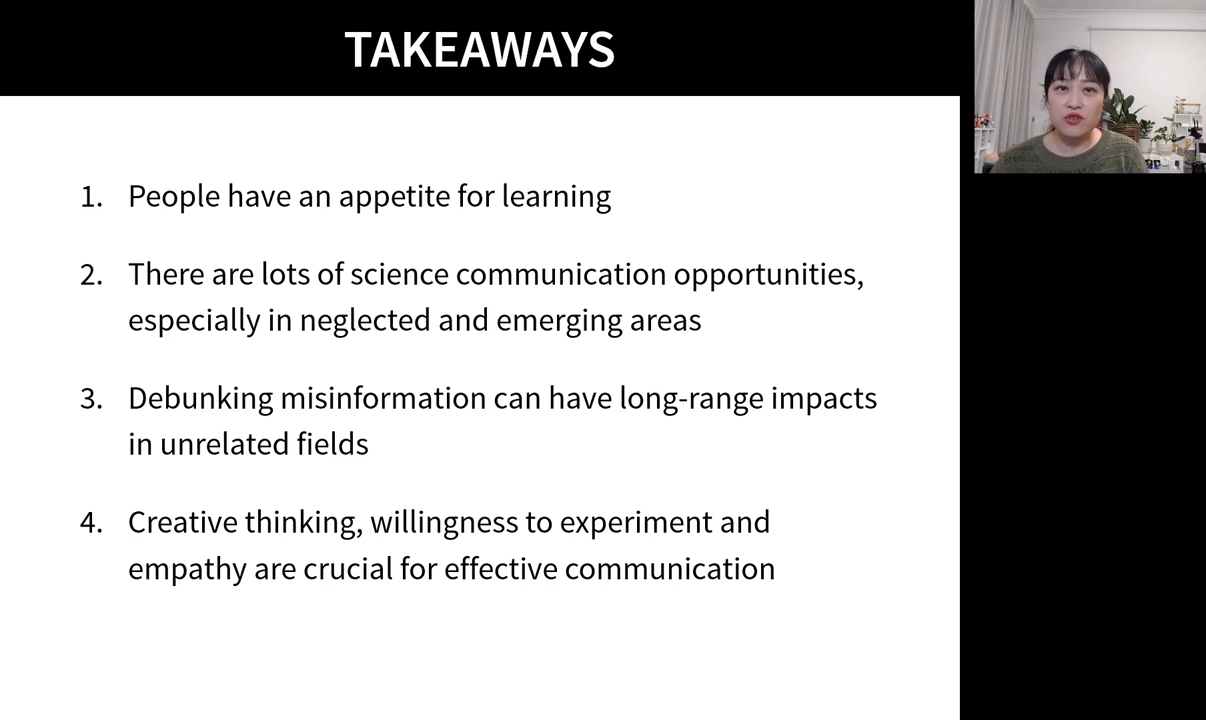 TAKEAWAYS
1. People have an appetite for learning
2. There are lots of science communication opportunities,
especially in neglected and emerging areas
3. Debunking misinformation can have long-range impacts
in unrelated fields
4. Creative thinking, willingness to experiment and
empathy are crucial for effective communication